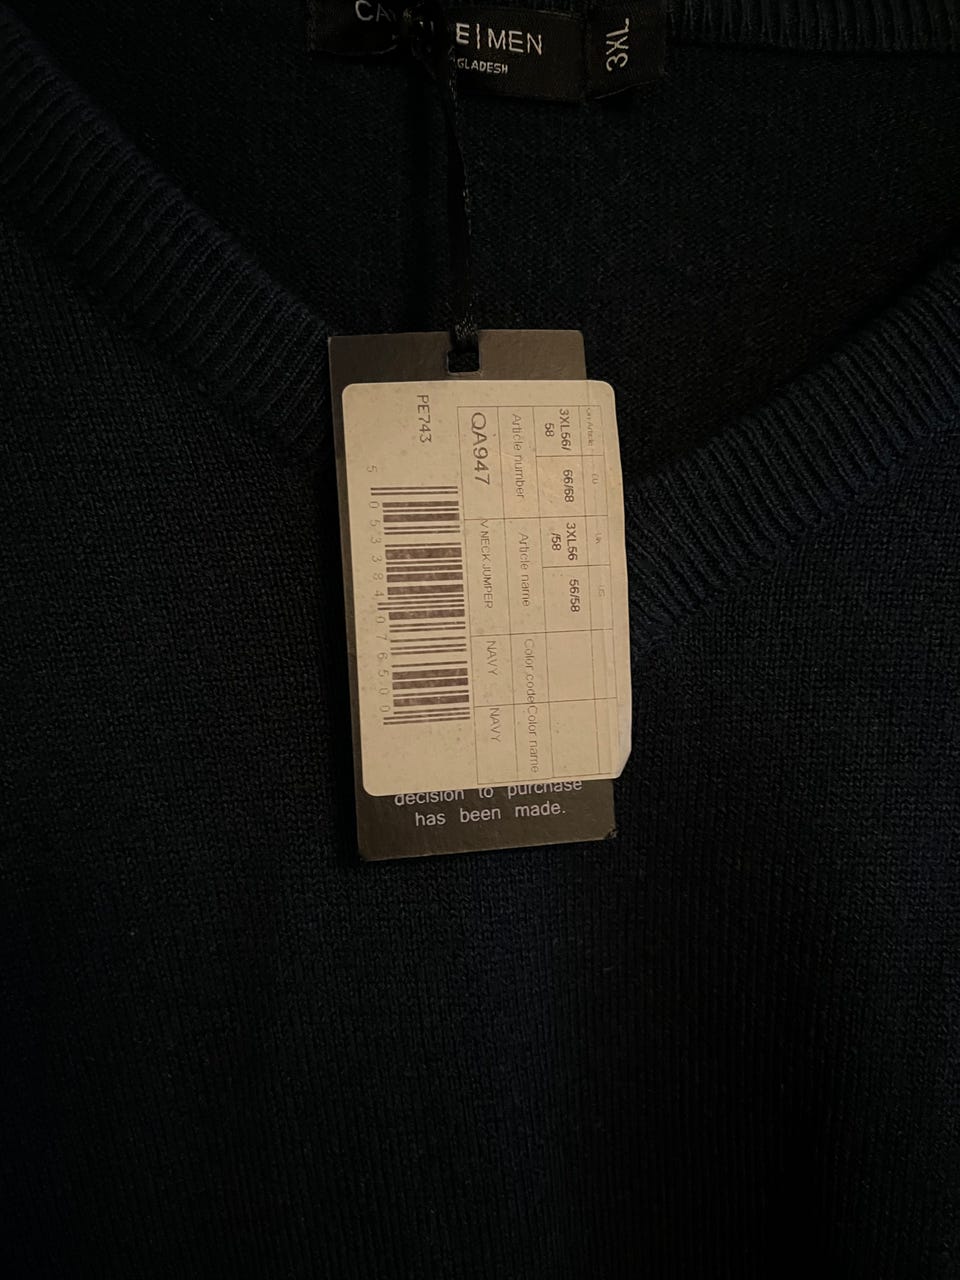 E|MEN
3XL
3XL56/
58
66/68
3XL56
/58
56/58
Article number
Article name
Color code
Color name
QA947
V NECK JUMPER
NAVY
NAVY
PE743
5 053384 076500
decision to purchase
has been made.